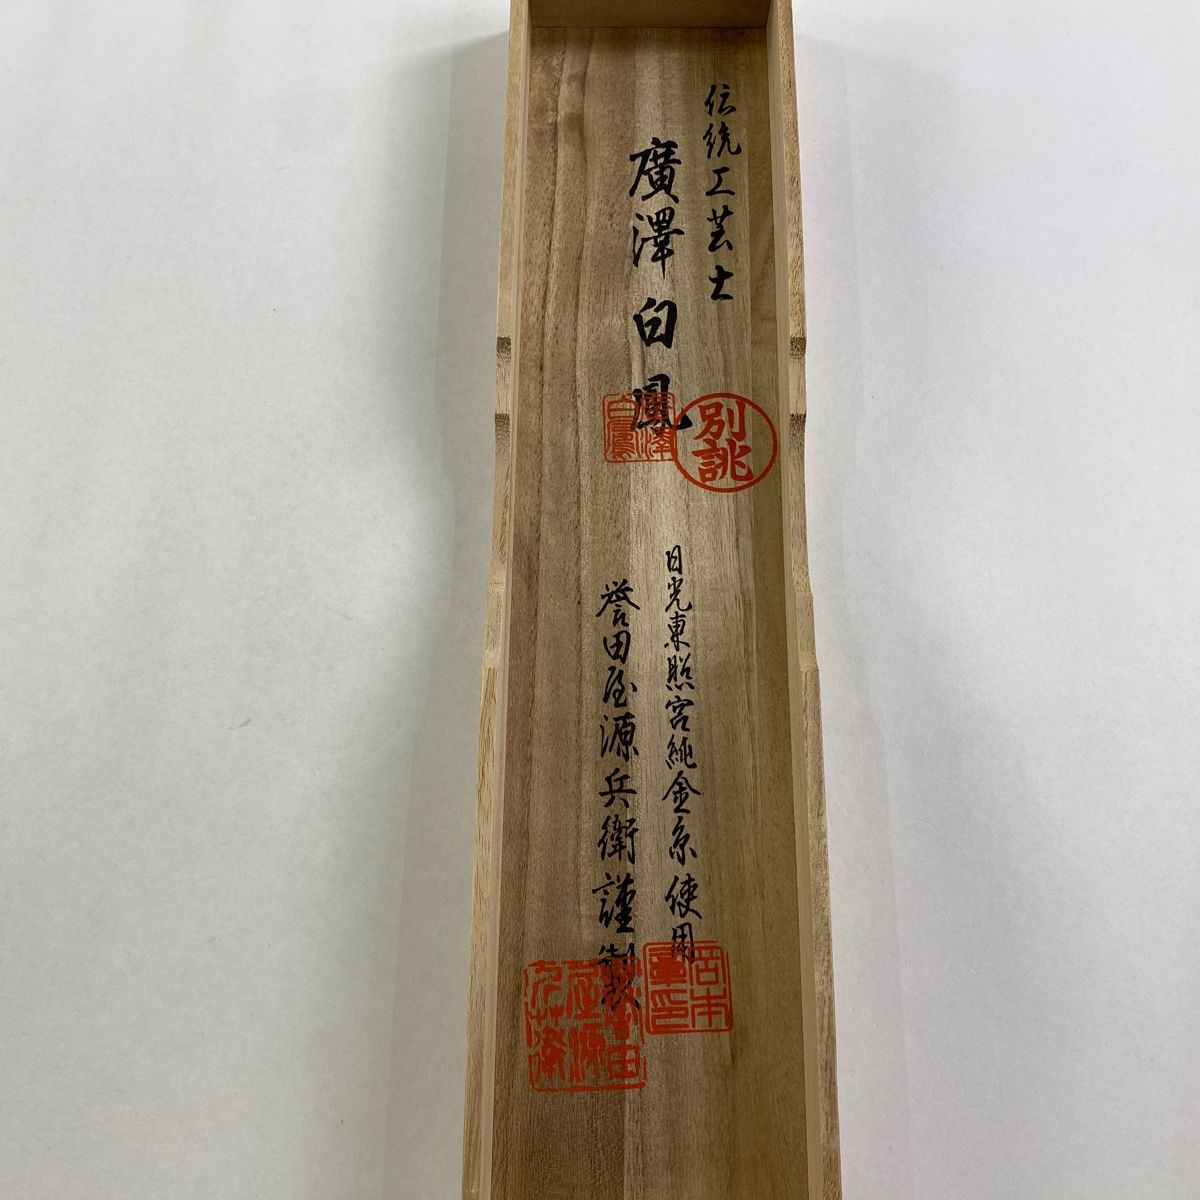 伝統工芸士
廣澤白鳳
別誂
日光東照宮純金糸使用
誉田屋源兵衛謹製